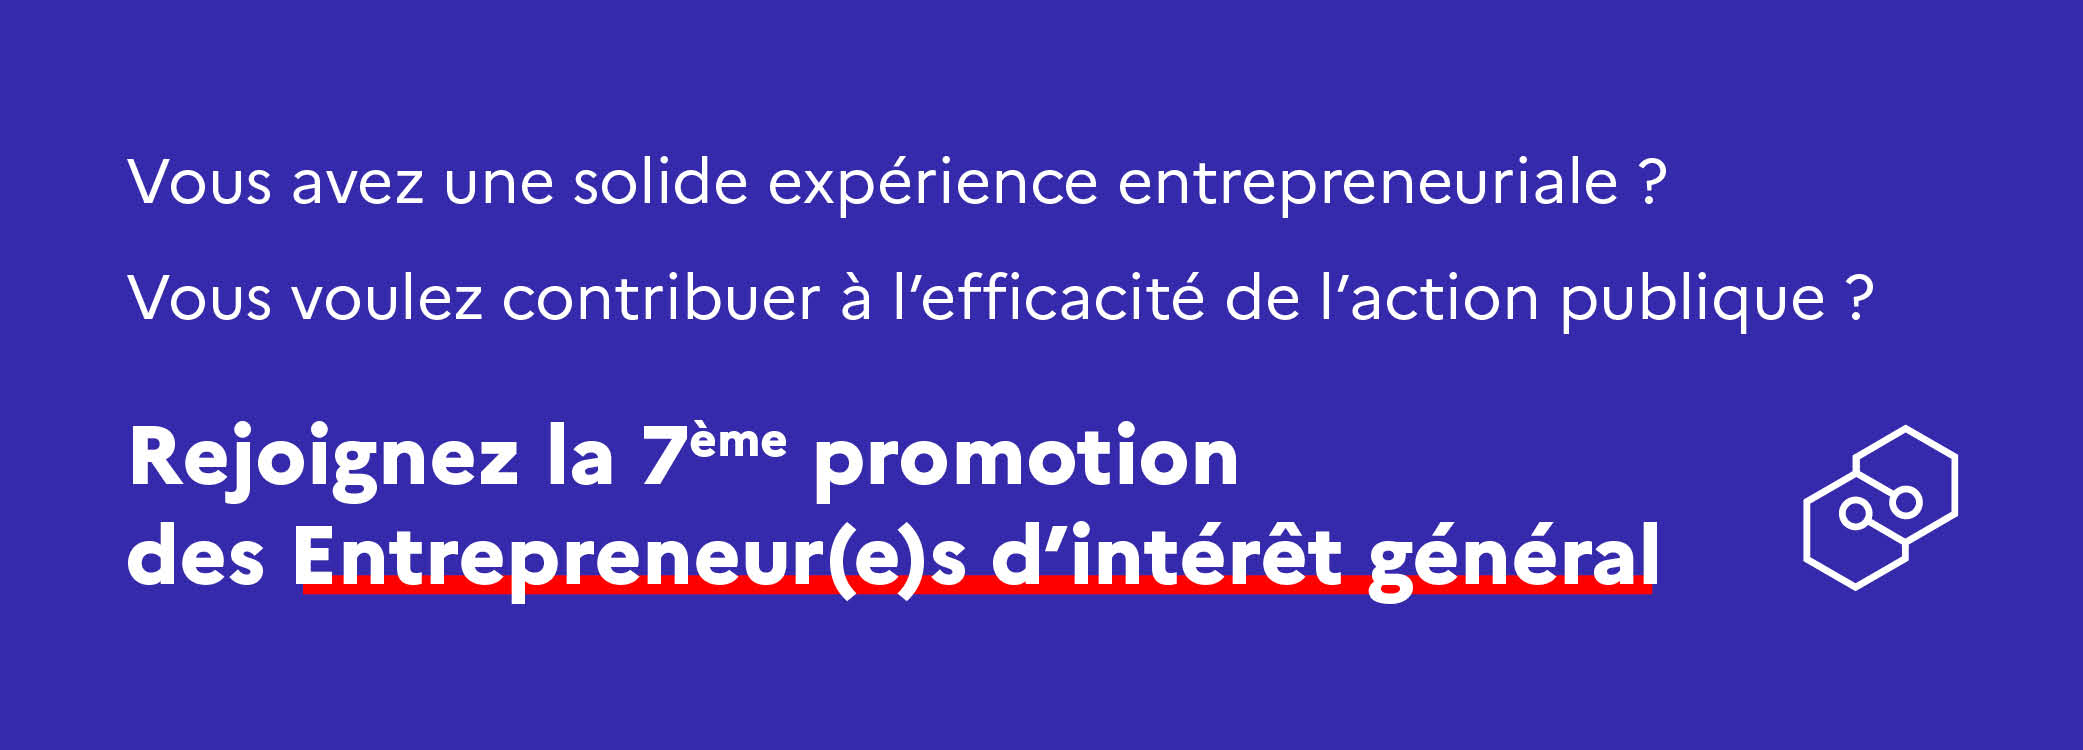 Vous avez une solide expérience entrepreneuriale ?
Vous voulez contribuer à l’efficacité de l’action publique ?
Rejoignez la 7ème promotion
des Entrepreneur(e)s d’intérêt général